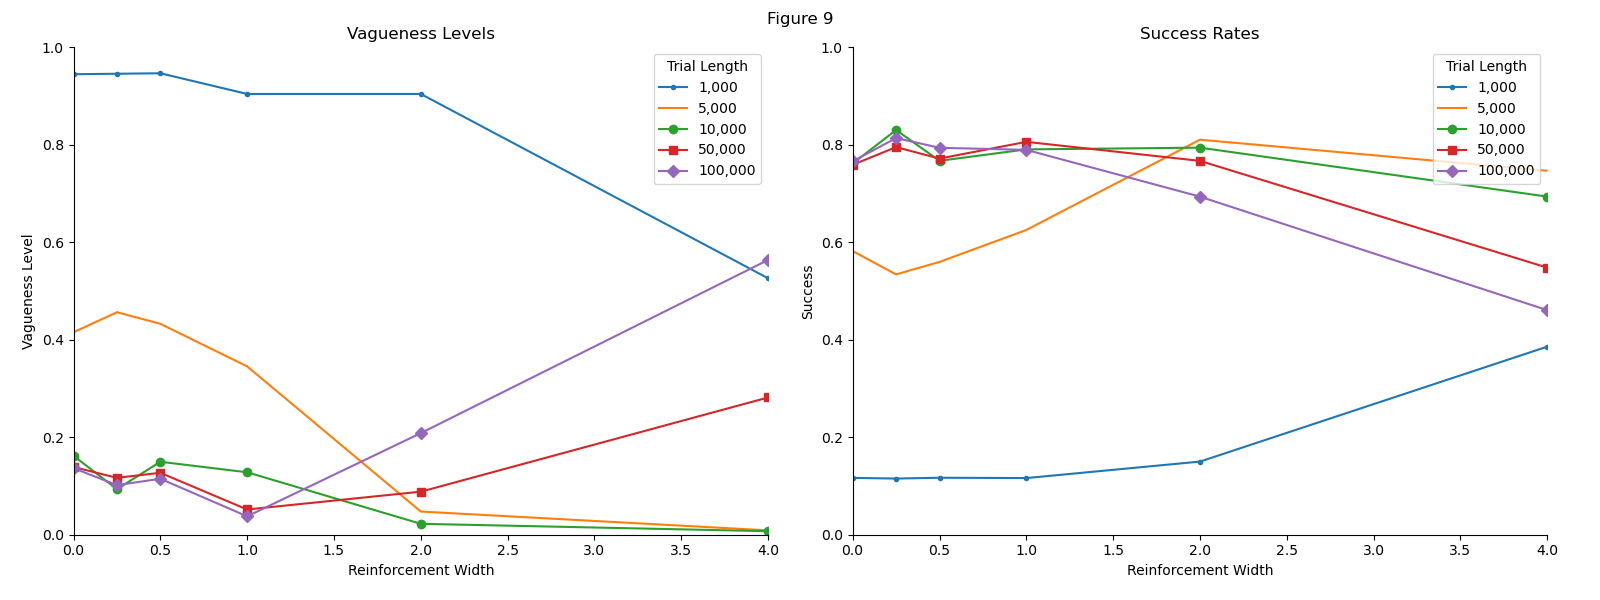 Figure 9
Vagueness Levels
Vagueness Level
1.0
0.8
0.6
0.4
0.2
0.0
0.0 0.5 1.0 1.5 2.0 2.5 3.0 3.5 4.0
Reinforcement Width
Trial Length
1,000
5,000
10,000
50,000
100,000
Success Rates
Success
1.0
0.8
0.6
0.4
0.2
0.0
0.0 0.5 1.0 1.5 2.0 2.5 3.0 3.5 4.0
Reinforcement Width
Trial Length
1,000
5,000
10,000
50,000
100,000